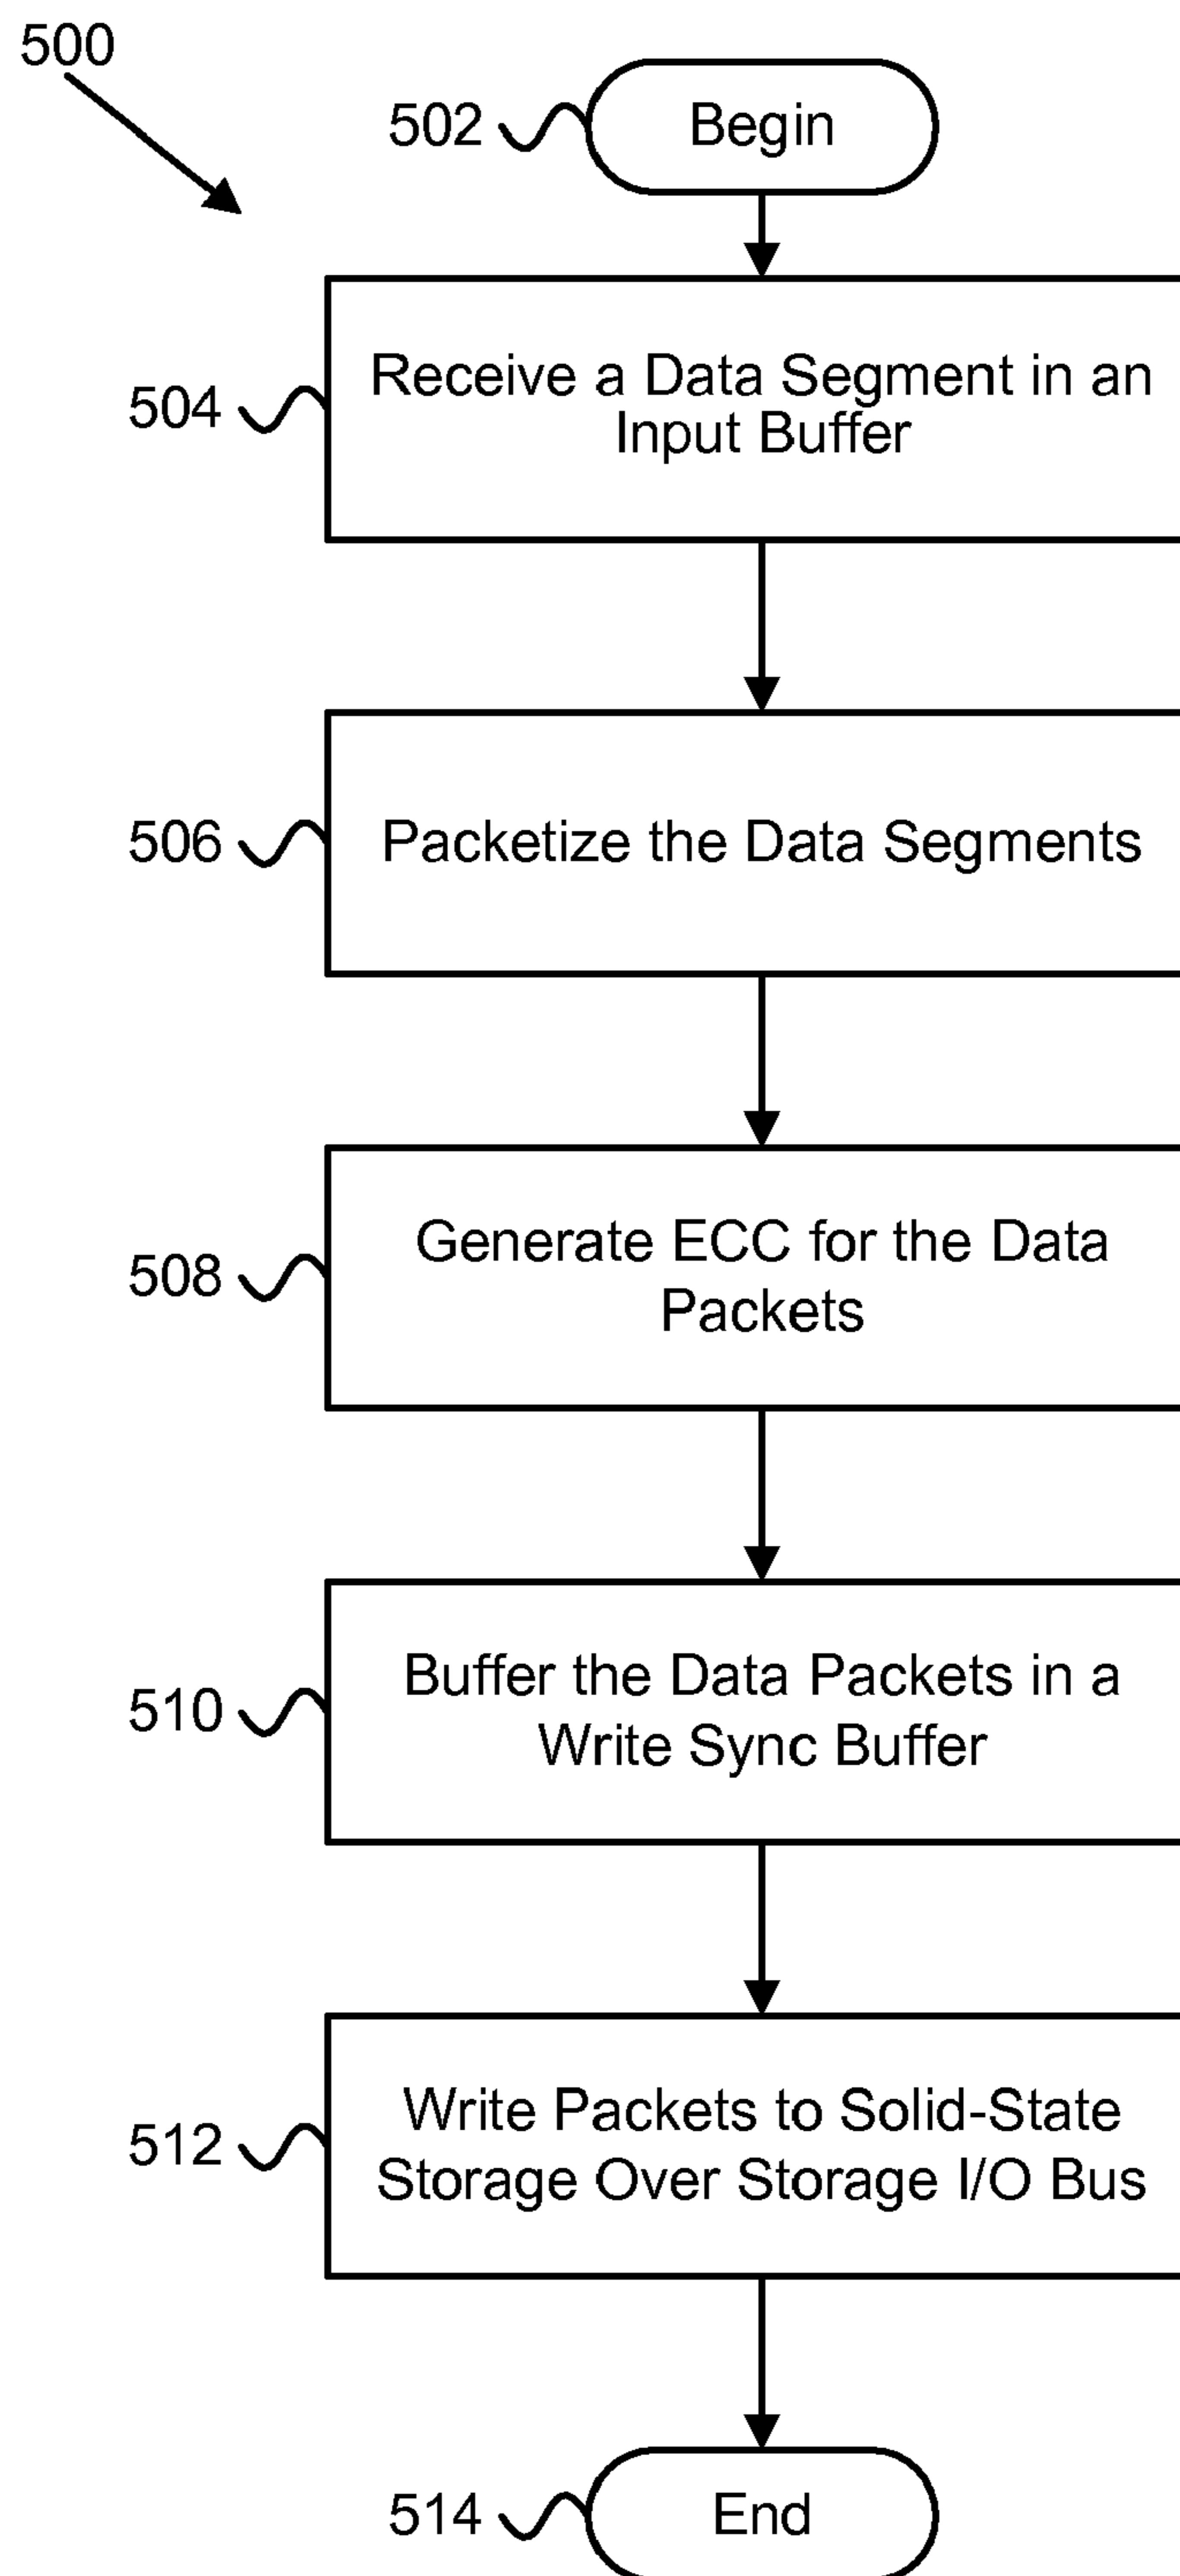 500
502
Begin
504
Receive a Data Segment in an
Input Buffer
506
Packetize the Data Segments
508
Generate ECC for the Data
Packets
510
Buffer the Data Packets in a
Write Sync Buffer
512
Write Packets to Solid-State
Storage Over Storage I/O Bus
514
End